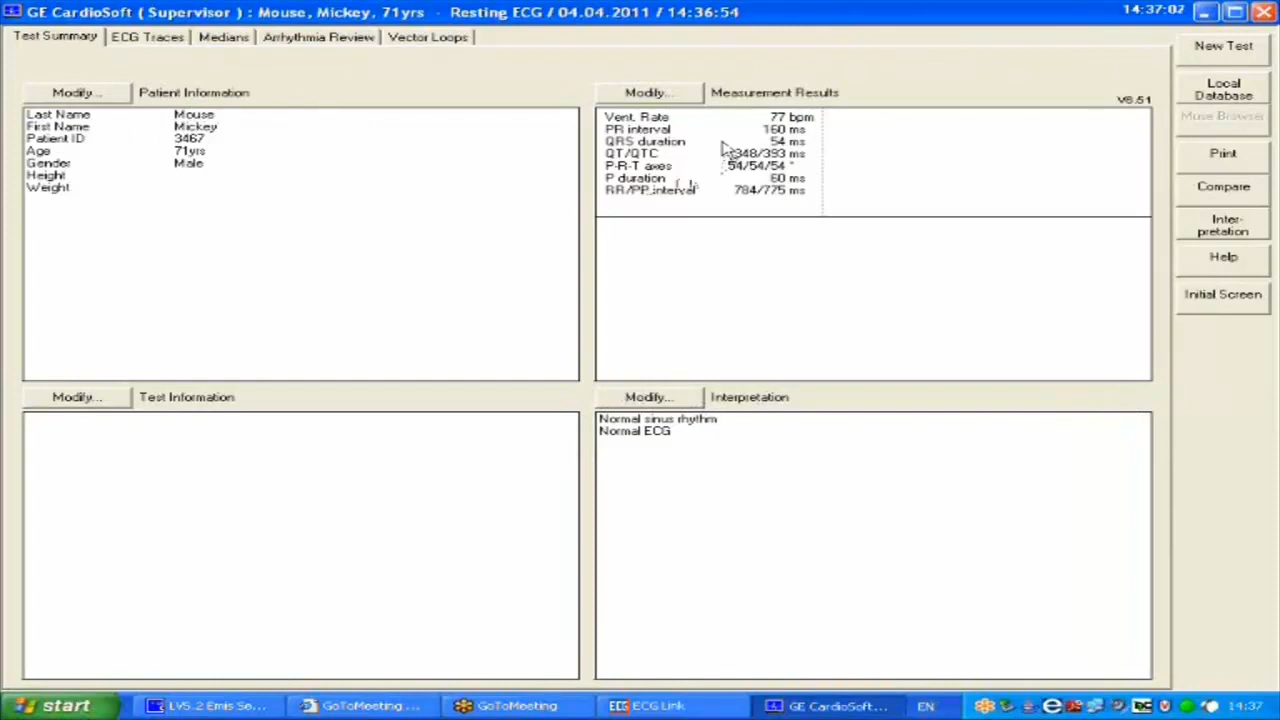 GE CardioSoft ( Supervisor ) : Mouse, Mickey, 71yrs - Resting ECG / 04.04.2011 / 14:36:54
14:37:02
Test Summary ECG Traces Medians Arrhythmia Review Vector Loops
New Test
Local
Database
Muse Browser
Print
Compare
Inter-
pretation
Help
Initial Screen
Modify... Patient Information
Last Name Mouse
First Name Mickey
Patient ID 3467
Age 71yrs
Gender Male
Height
Weight
Modify... Measurement Results
V6.51
Vent. Rate 77 bpm
PR interval 160 ms
QRS duration 54 ms
QT/QTC 348/393 ms
P-R-T axes 54/54/54 °
P duration 60 ms
RR/PP interval 784/775 ms
Modify... Test Information
Modify... Interpretation
Normal sinus rhythm
Normal ECG
start LV5.2 Emis Se... GoToMeeting ... GoToMeeting ECG Link GE CardioSoft... EN 14:37